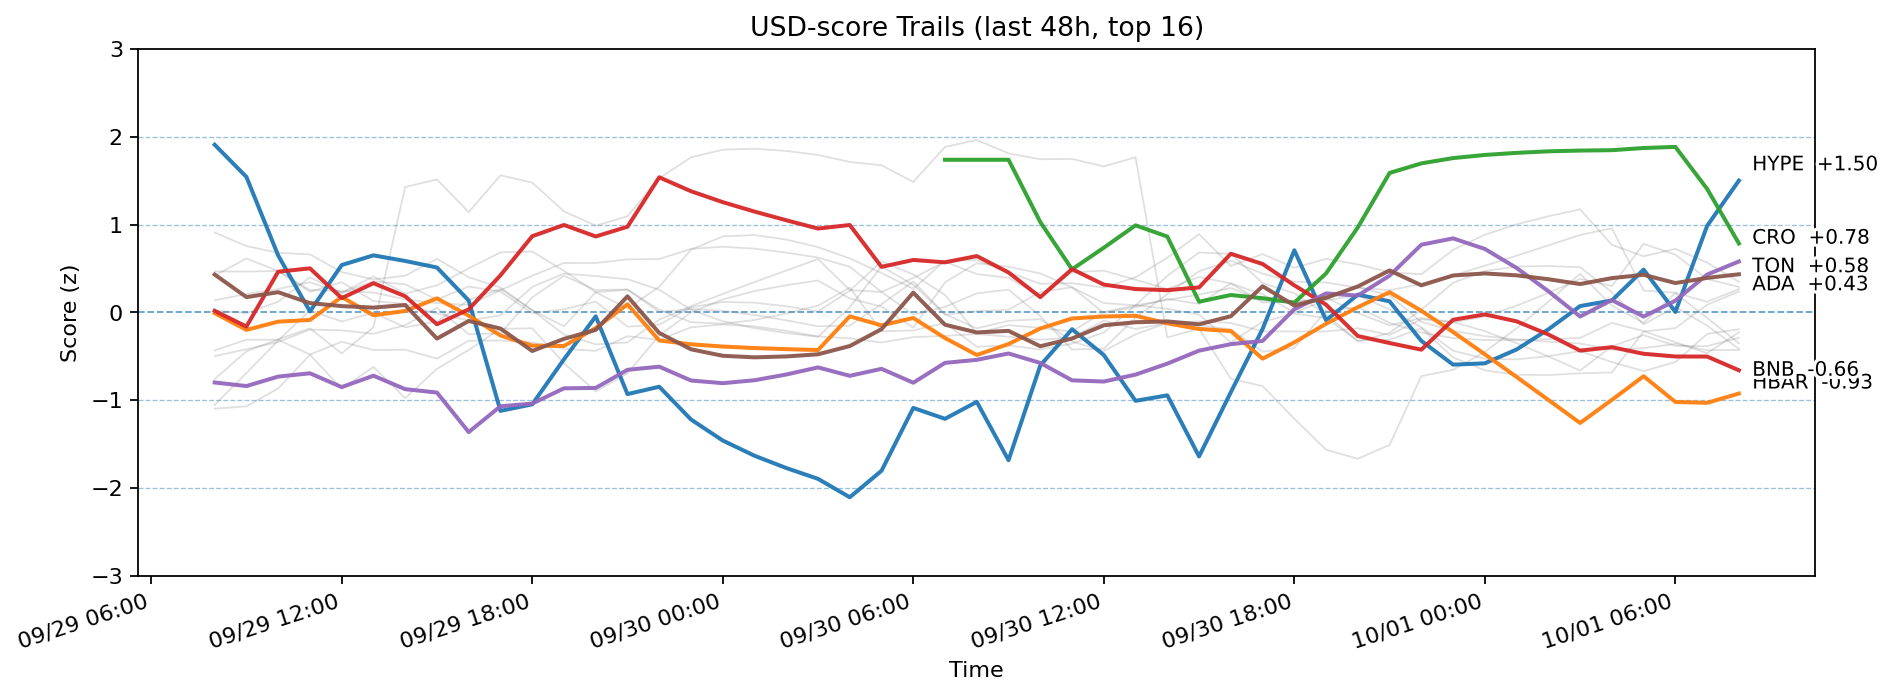 USD-score Trails (last 48h, top 16)
Score (z)
3
2
1
0
−1
−2
−3
HYPE +1.50
CRO +0.78
TON +0.58
ADA +0.43
BNB -0.66
HBAR -0.93
09/29 06:00
09/29 12:00
09/29 18:00
09/30 00:00
09/30 06:00
09/30 12:00
09/30 18:00
10/01 00:00
10/01 06:00
Time